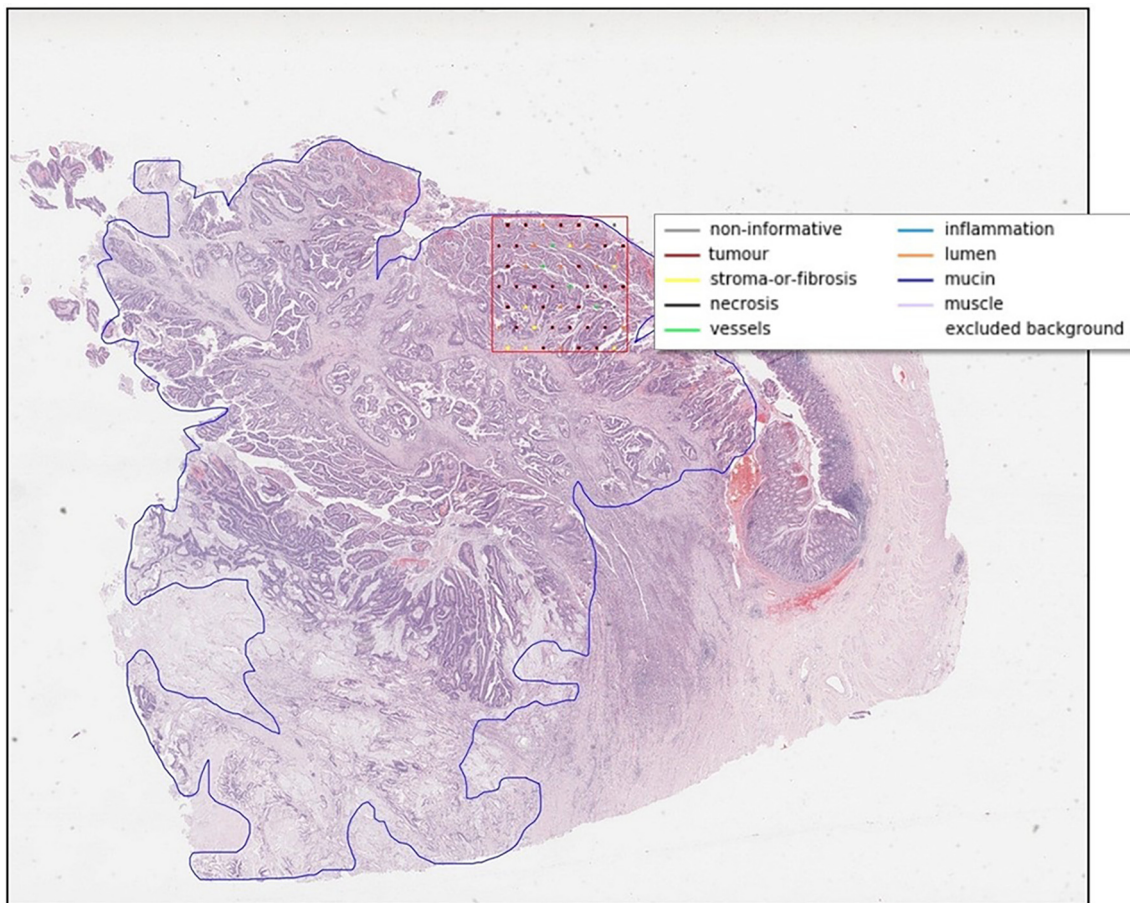 non-informative
tumour
stroma-or-fibrosis
necrosis
vessels
inflammation
lumen
mucin
muscle
excluded background